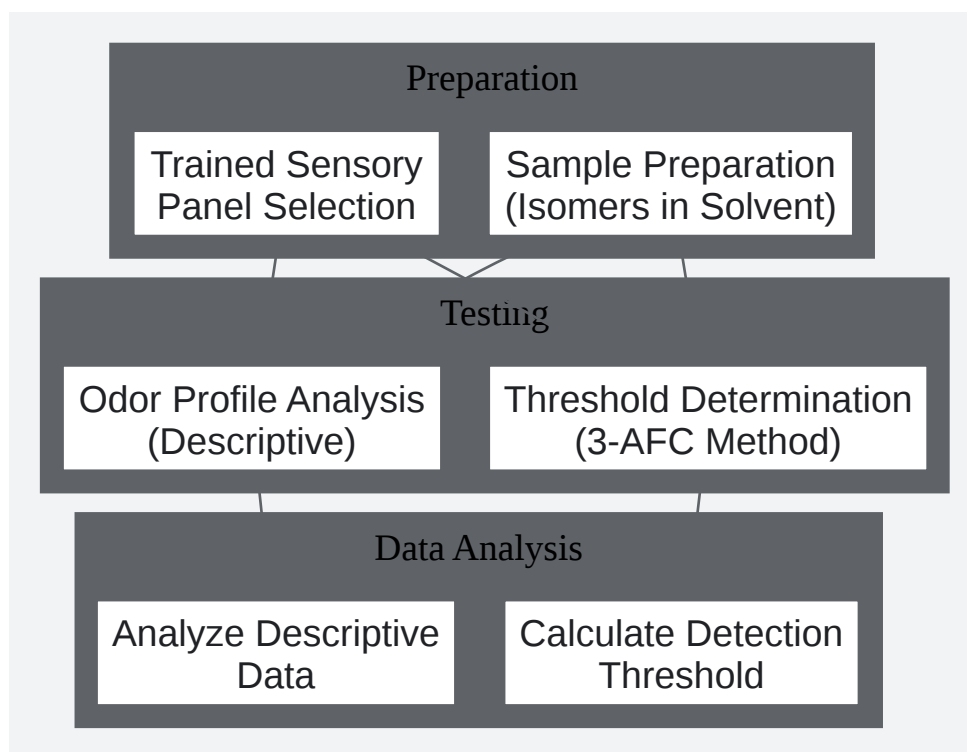 Preparation
Trained Sensory
Panel Selection
Sample Preparation
(Isomers in Solvent)
Testing
Odor Profile Analysis
(Descriptive)
Threshold Determination
(3-AFC Method)
Data Analysis
Analyze Descriptive
Data
Calculate Detection
Threshold